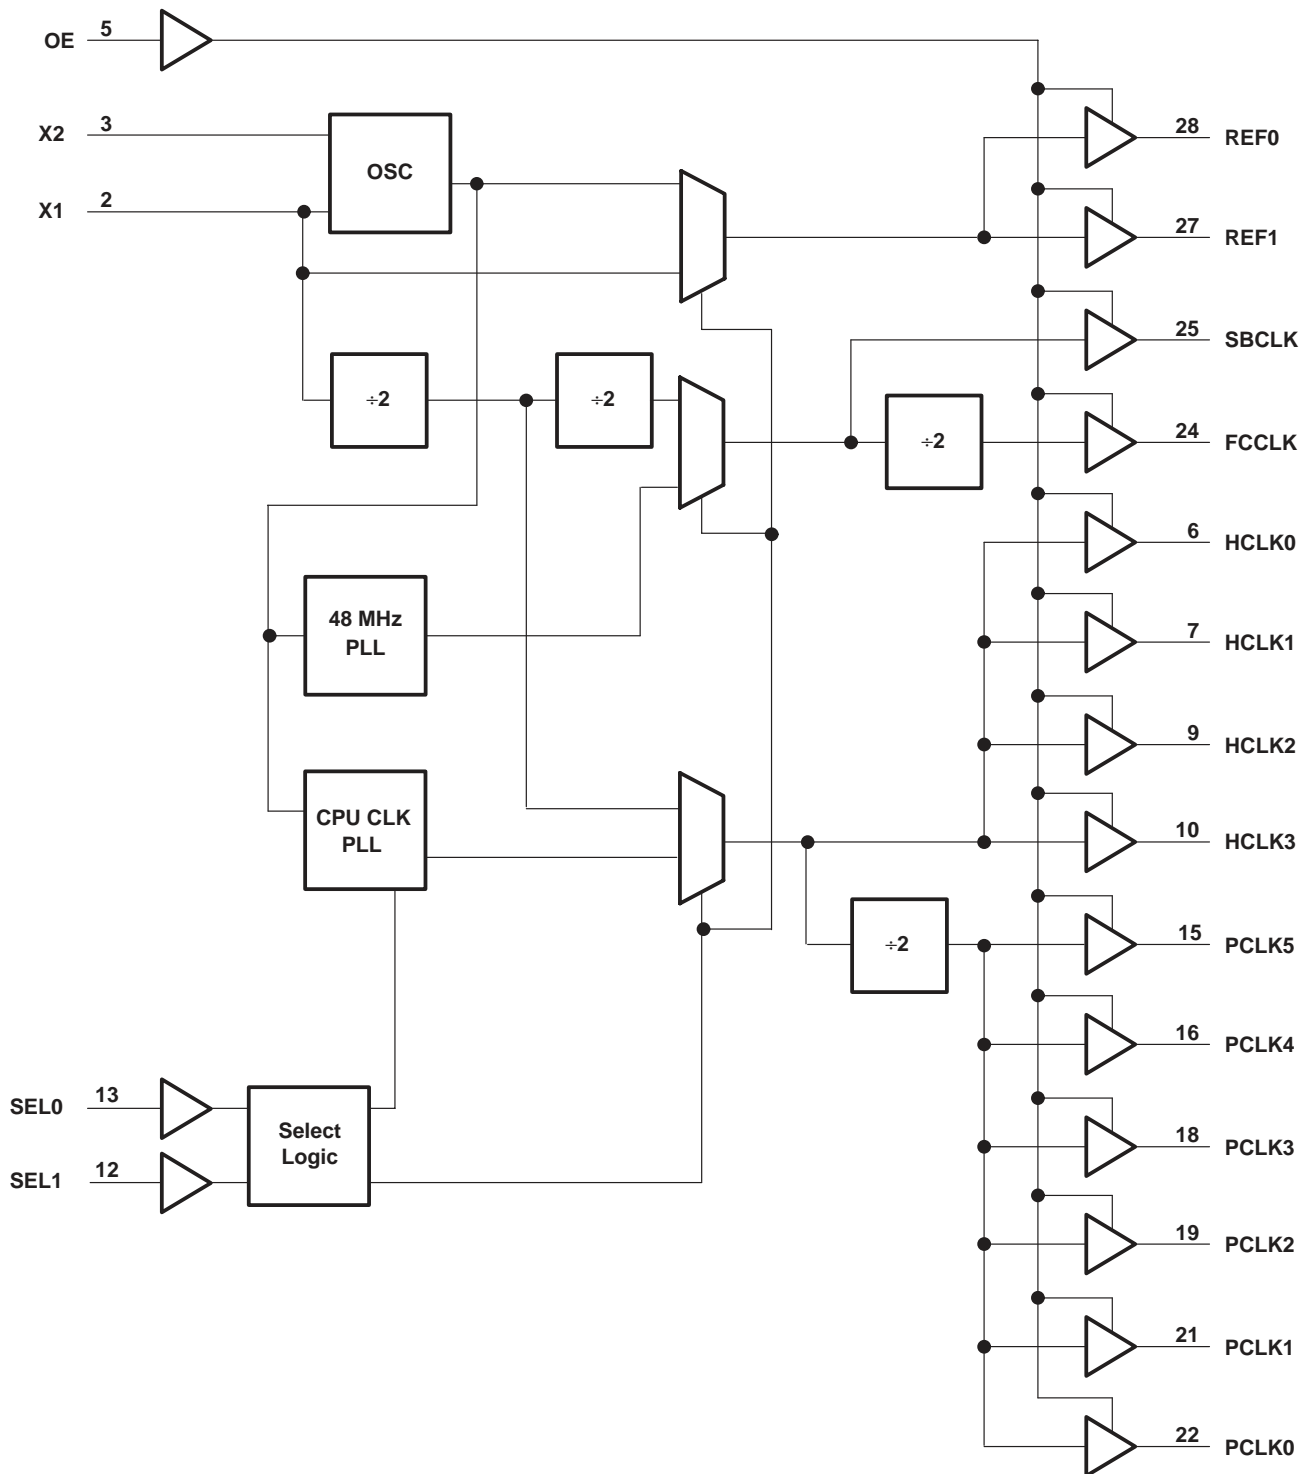 OE 5
X2 3
OSC
28 REF0
X1 2
27 REF1
25 SBCLK
÷2
÷2
÷2
24 FCCLK
6 HCLK0
48 MHz
PLL
7 HCLK1
9 HCLK2
CPU CLK
PLL
10 HCLK3
÷2
15 PCLK5
16 PCLK4
SEL0 13
Select
Logic
18 PCLK3
SEL1 12
19 PCLK2
21 PCLK1
22 PCLK0